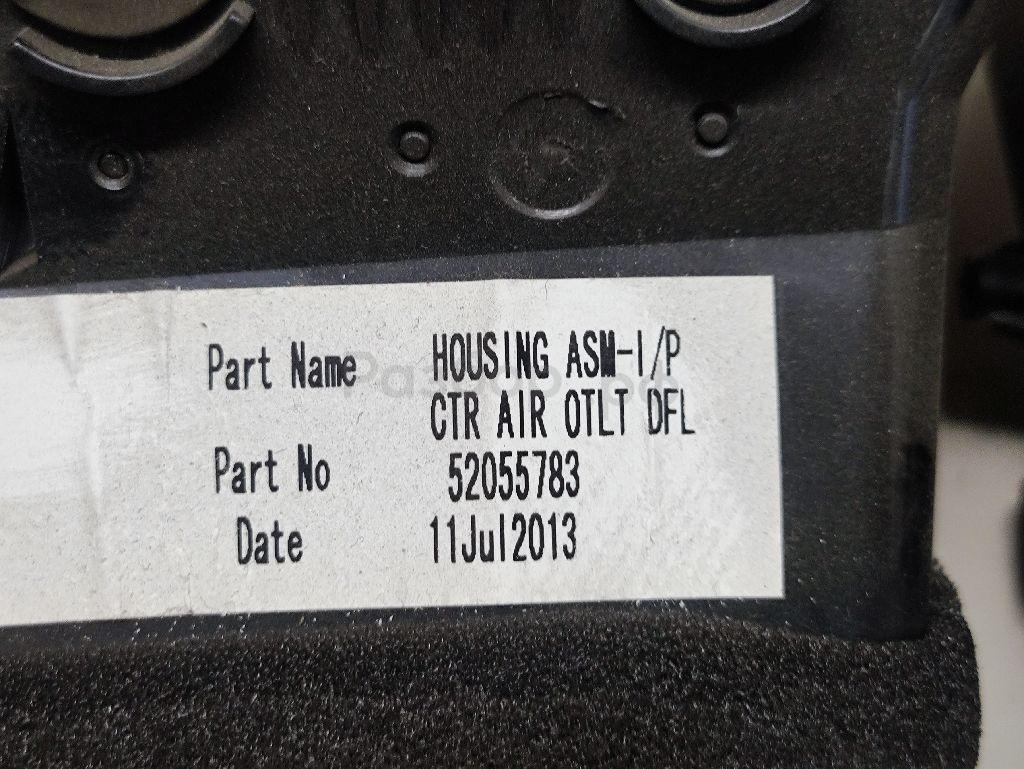 Part Name HOUSING ASM-I/P
CTR AIR OTLT DFL
Part No 52055783
Date 11Jul2013